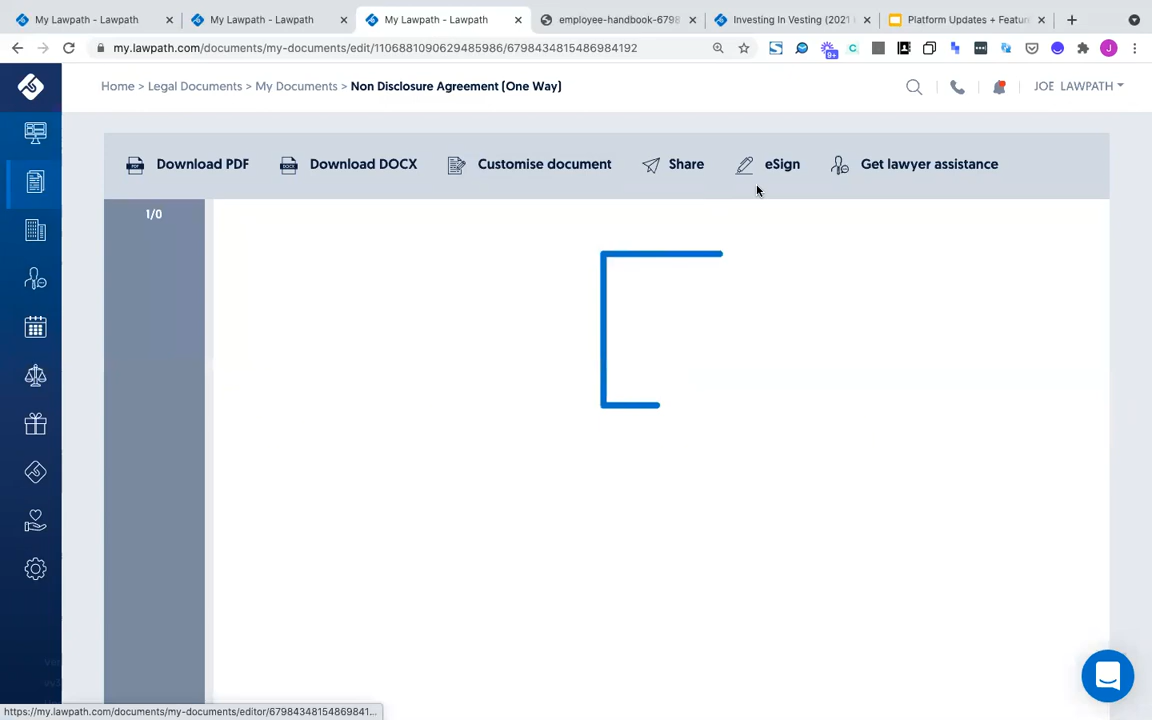 My Lawpath - Lawpath
My Lawpath - Lawpath
My Lawpath - Lawpath
employee-handbook-6798
Investing In Vesting (2021
Platform Updates + Featur
my.lawpath.com/documents/my-documents/edit/1106881090629485986/6798434815486984192
9+
C
J
Home > Legal Documents > My Documents > Non Disclosure Agreement (One Way)
JOE LAWPATH
Download PDF
Download DOCX
Customise document
Share
eSign
Get lawyer assistance
1/0
https://my.lawpath.com/documents/my-documents/editor/67984348154869841...